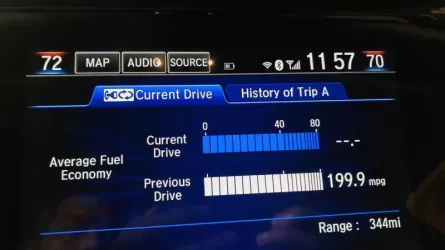 72 MAP AUDIO SOURCE 11 57 70
Current Drive History of Trip A
0 40 80
Current
Drive
--.-
Average Fuel
Economy
Previous
Drive
199.9 mpg
Range : 344mi